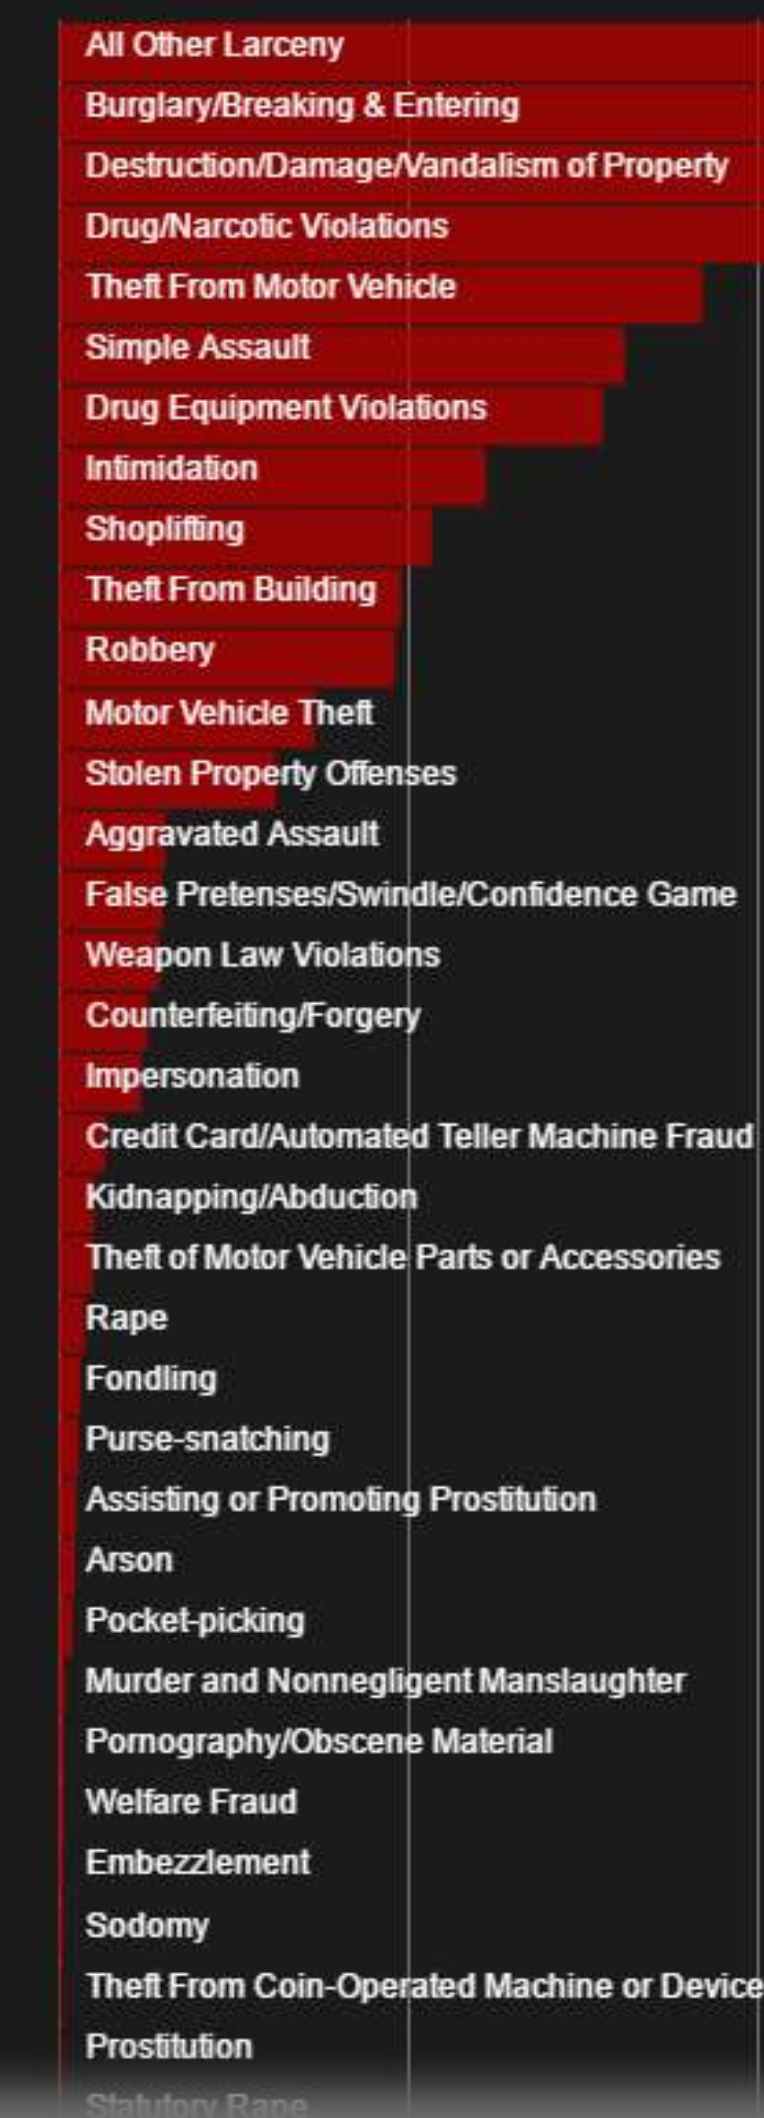 All Other Larceny
Burglary/Breaking & Entering
Destruction/Damage/Vandalism of Property
Drug/Narcotic Violations
Theft From Motor Vehicle
Simple Assault
Drug Equipment Violations
Intimidation
Shoplifting
Theft From Building
Robbery
Motor Vehicle Theft
Stolen Property Offenses
Aggravated Assault
False Pretenses/Swindle/Confidence Game
Weapon Law Violations
Counterfeiting/Forgery
Impersonation
Credit Card/Automated Teller Machine Fraud
Kidnapping/Abduction
Theft of Motor Vehicle Parts or Accessories
Rape
Fondling
Purse-snatching
Assisting or Promoting Prostitution
Arson
Pocket-picking
Murder and Nonnegligent Manslaughter
Pornography/Obscene Material
Welfare Fraud
Embezzlement
Sodomy
Theft From Coin-Operated Machine or Device
Prostitution
Statutory Rape